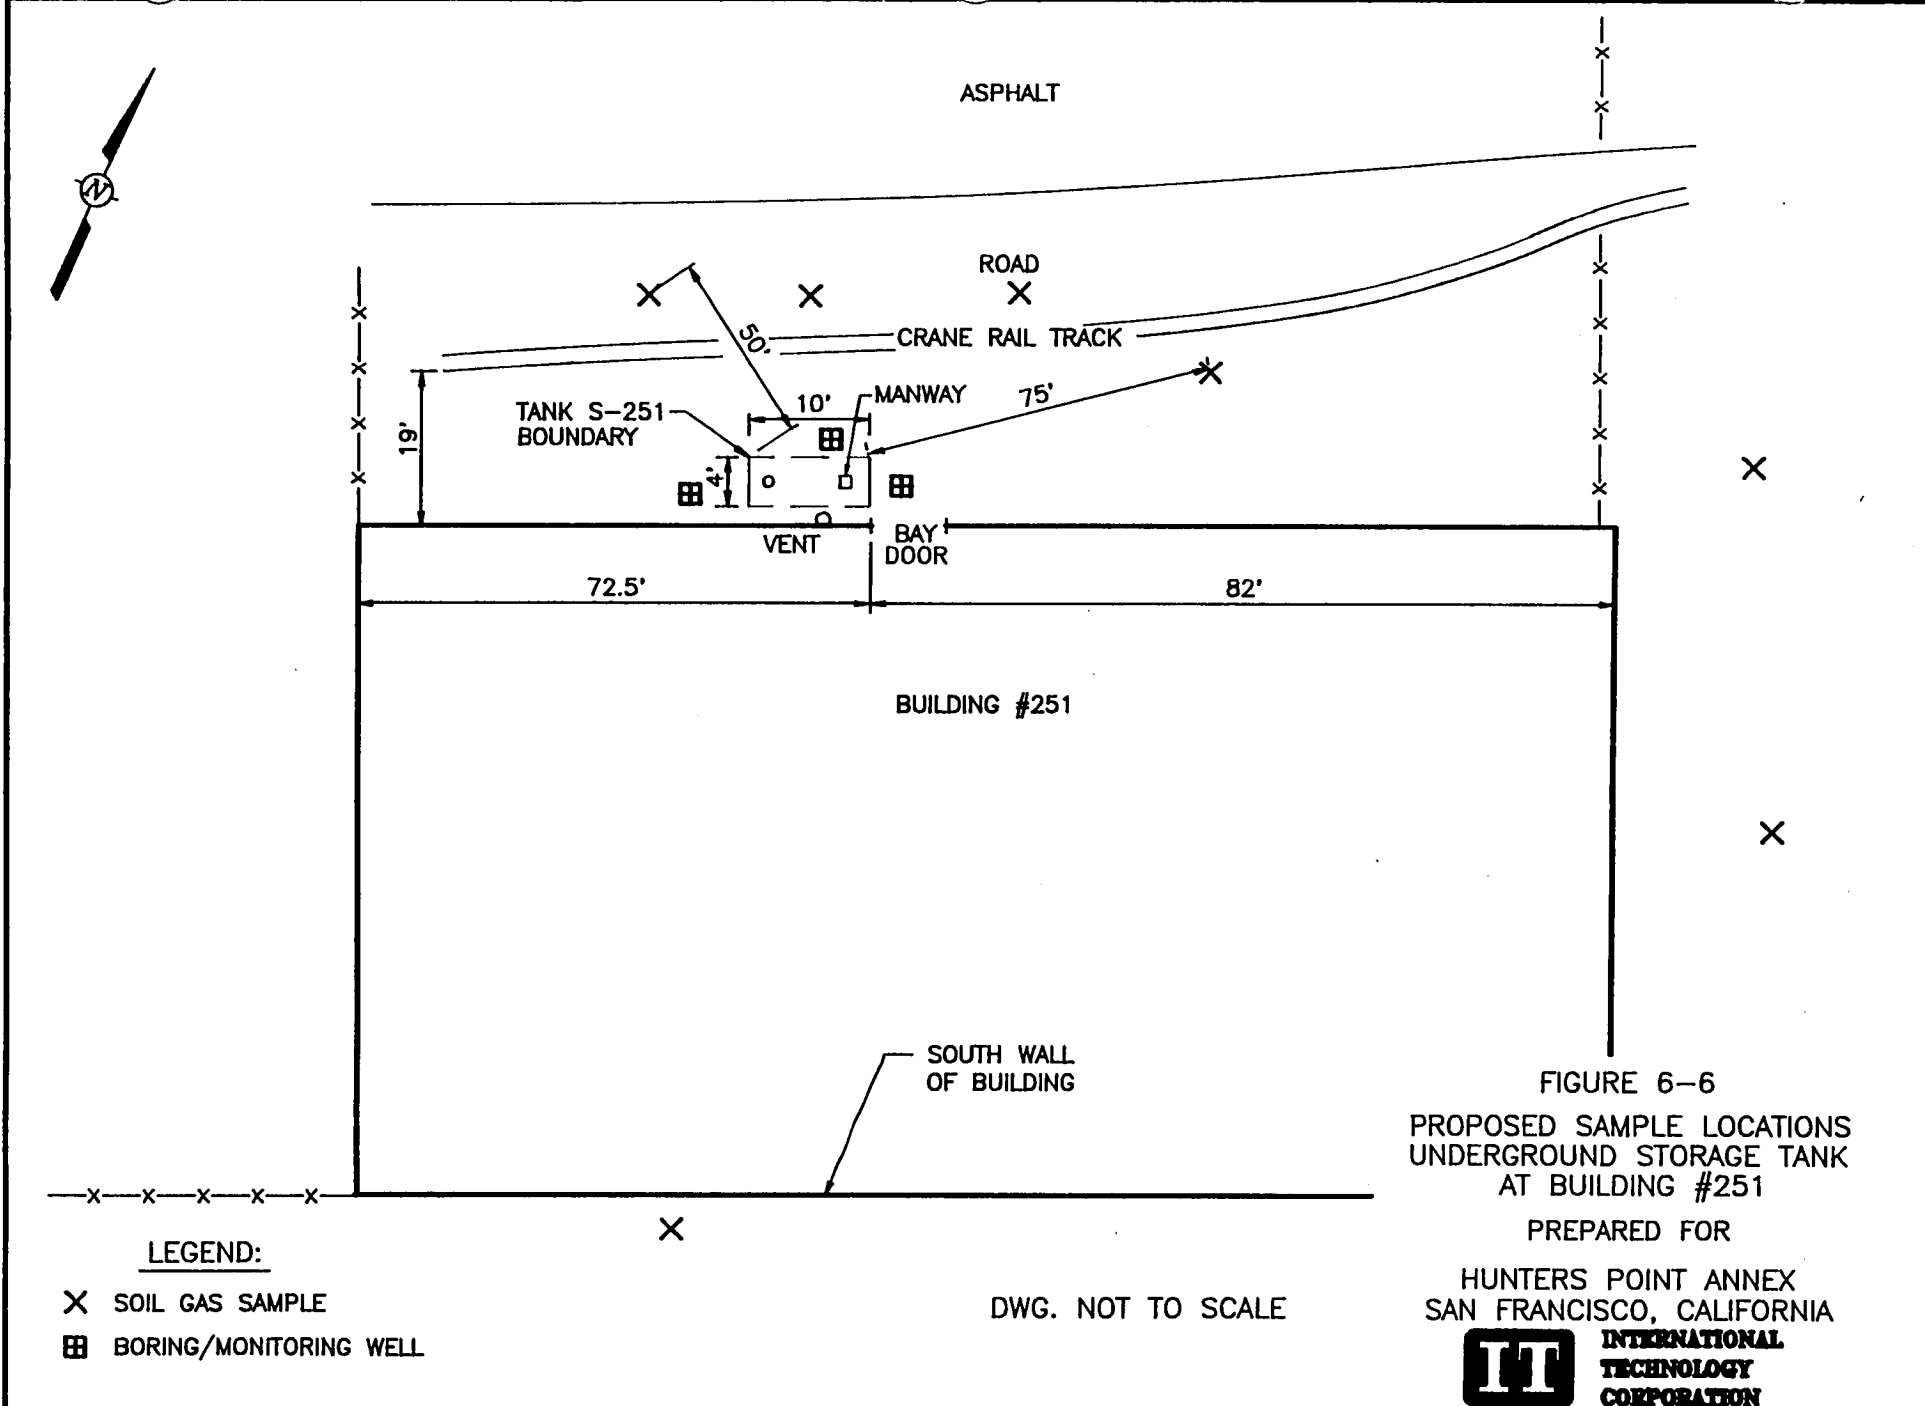 ASPHALT
N
ROAD
50'
CRANE RAIL TRACK
TANK S-251
BOUNDARY
10'
MANWAY
75'
19'
4'
VENT
BAY
DOOR
72.5'
82'
BUILDING #251
SOUTH WALL
OF BUILDING
FIGURE 6-6
PROPOSED SAMPLE LOCATIONS
UNDERGROUND STORAGE TANK
AT BUILDING #251
PREPARED FOR
HUNTERS POINT ANNEX
SAN FRANCISCO, CALIFORNIA
IT
INTERNATIONAL
TECHNOLOGY
CORPORATION
LEGEND:
X SOIL GAS SAMPLE
BORING/MONITORING WELL
DWG. NOT TO SCALE